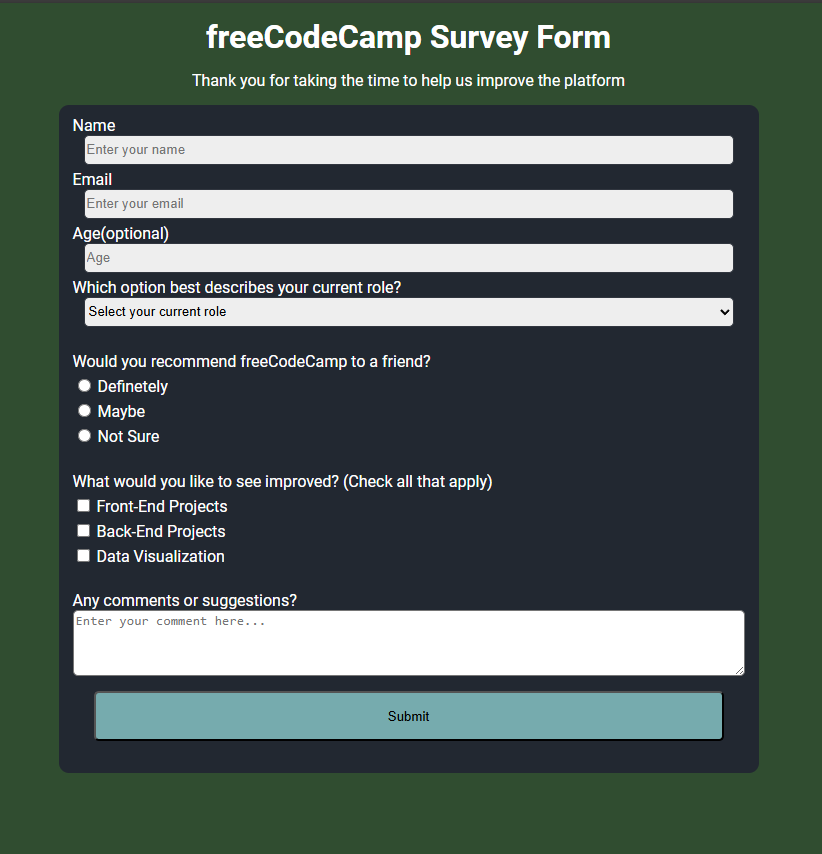 freeCodeCamp Survey Form
Thank you for taking the time to help us improve the platform
Name
Enter your name
Email
Enter your email
Age(optional)
Age
Which option best describes your current role?
Select your current role
Would you recommend freeCodeCamp to a friend?
Definetely
Maybe
Not Sure
What would you like to see improved? (Check all that apply)
Front-End Projects
Back-End Projects
Data Visualization
Any comments or suggestions?
Enter your comment here...
Submit